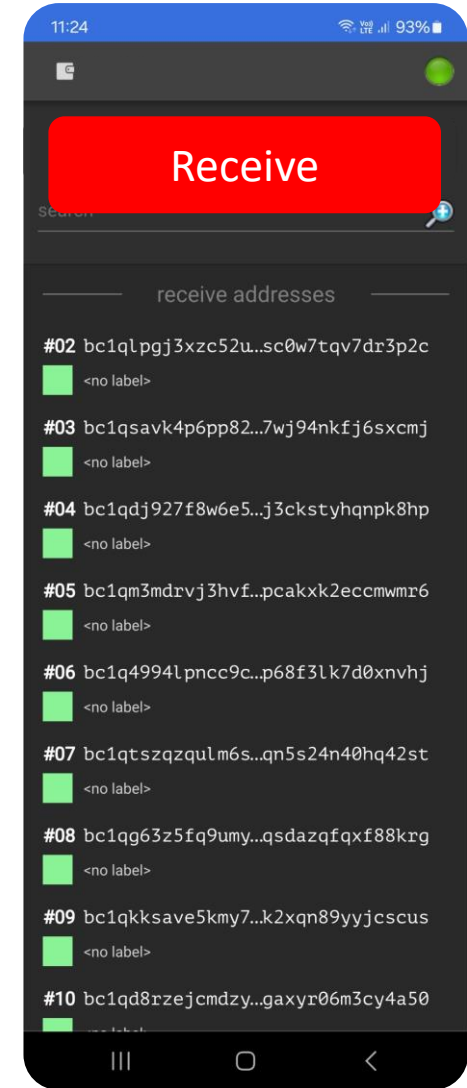 11:24
Vo) LTE 93%
Receive
search
receive addresses
#02 bc1qlpgj3xzc52u…sc0w7tqv7dr3p2c
<no label>
#03 bc1qsavk4p6pp82…7wj94nkfj6sxcmj
<no label>
#04 bc1qdj927f8w6e5…j3ckstyhqnpk8hp
<no label>
#05 bc1qm3mdrvj3hvf…pcakxk2eccmwmr6
<no label>
#06 bc1q4994lpncc9c…p68f3lk7d0xnvhj
<no label>
#07 bc1qtszqzqulm6s…qn5s24n40hq42st
<no label>
#08 bc1qg63z5fq9umy…qsdazqfqxf88krg
<no label>
#09 bc1qkksave5kmy7…k2xqn89yyjcscus
<no label>
#10 bc1qd8rzejcmdzy…gaxyr06m3cy4a50